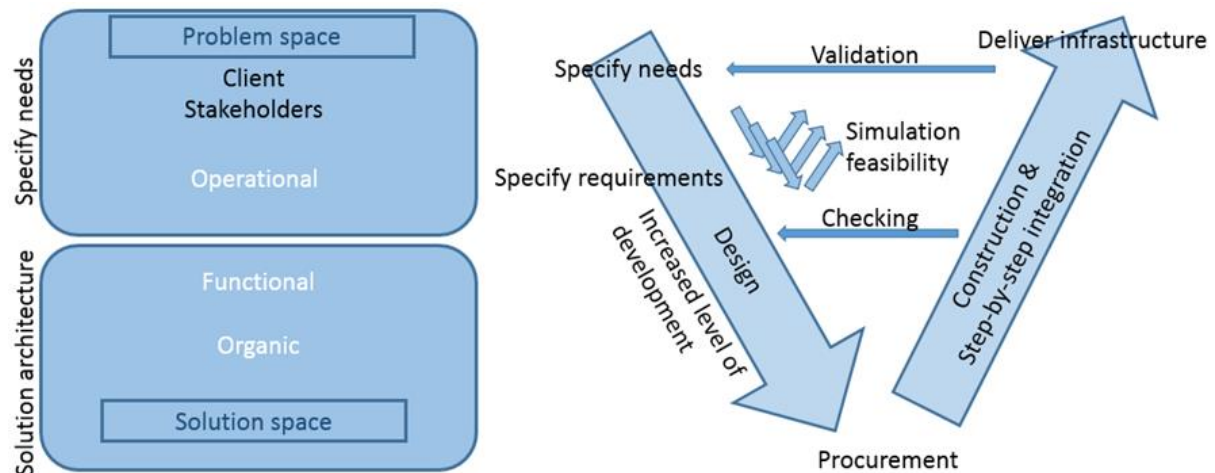 Specify needs
Problem space
Client
Stakeholders
Operational
Solution architecture
Functional
Organic
Solution space
Specify needs
Validation
Deliver infrastructure
Simulation
feasibility
Specify requirements
Checking
Increased level of
development
Design
Construction &
Step-by-step integration
Procurement